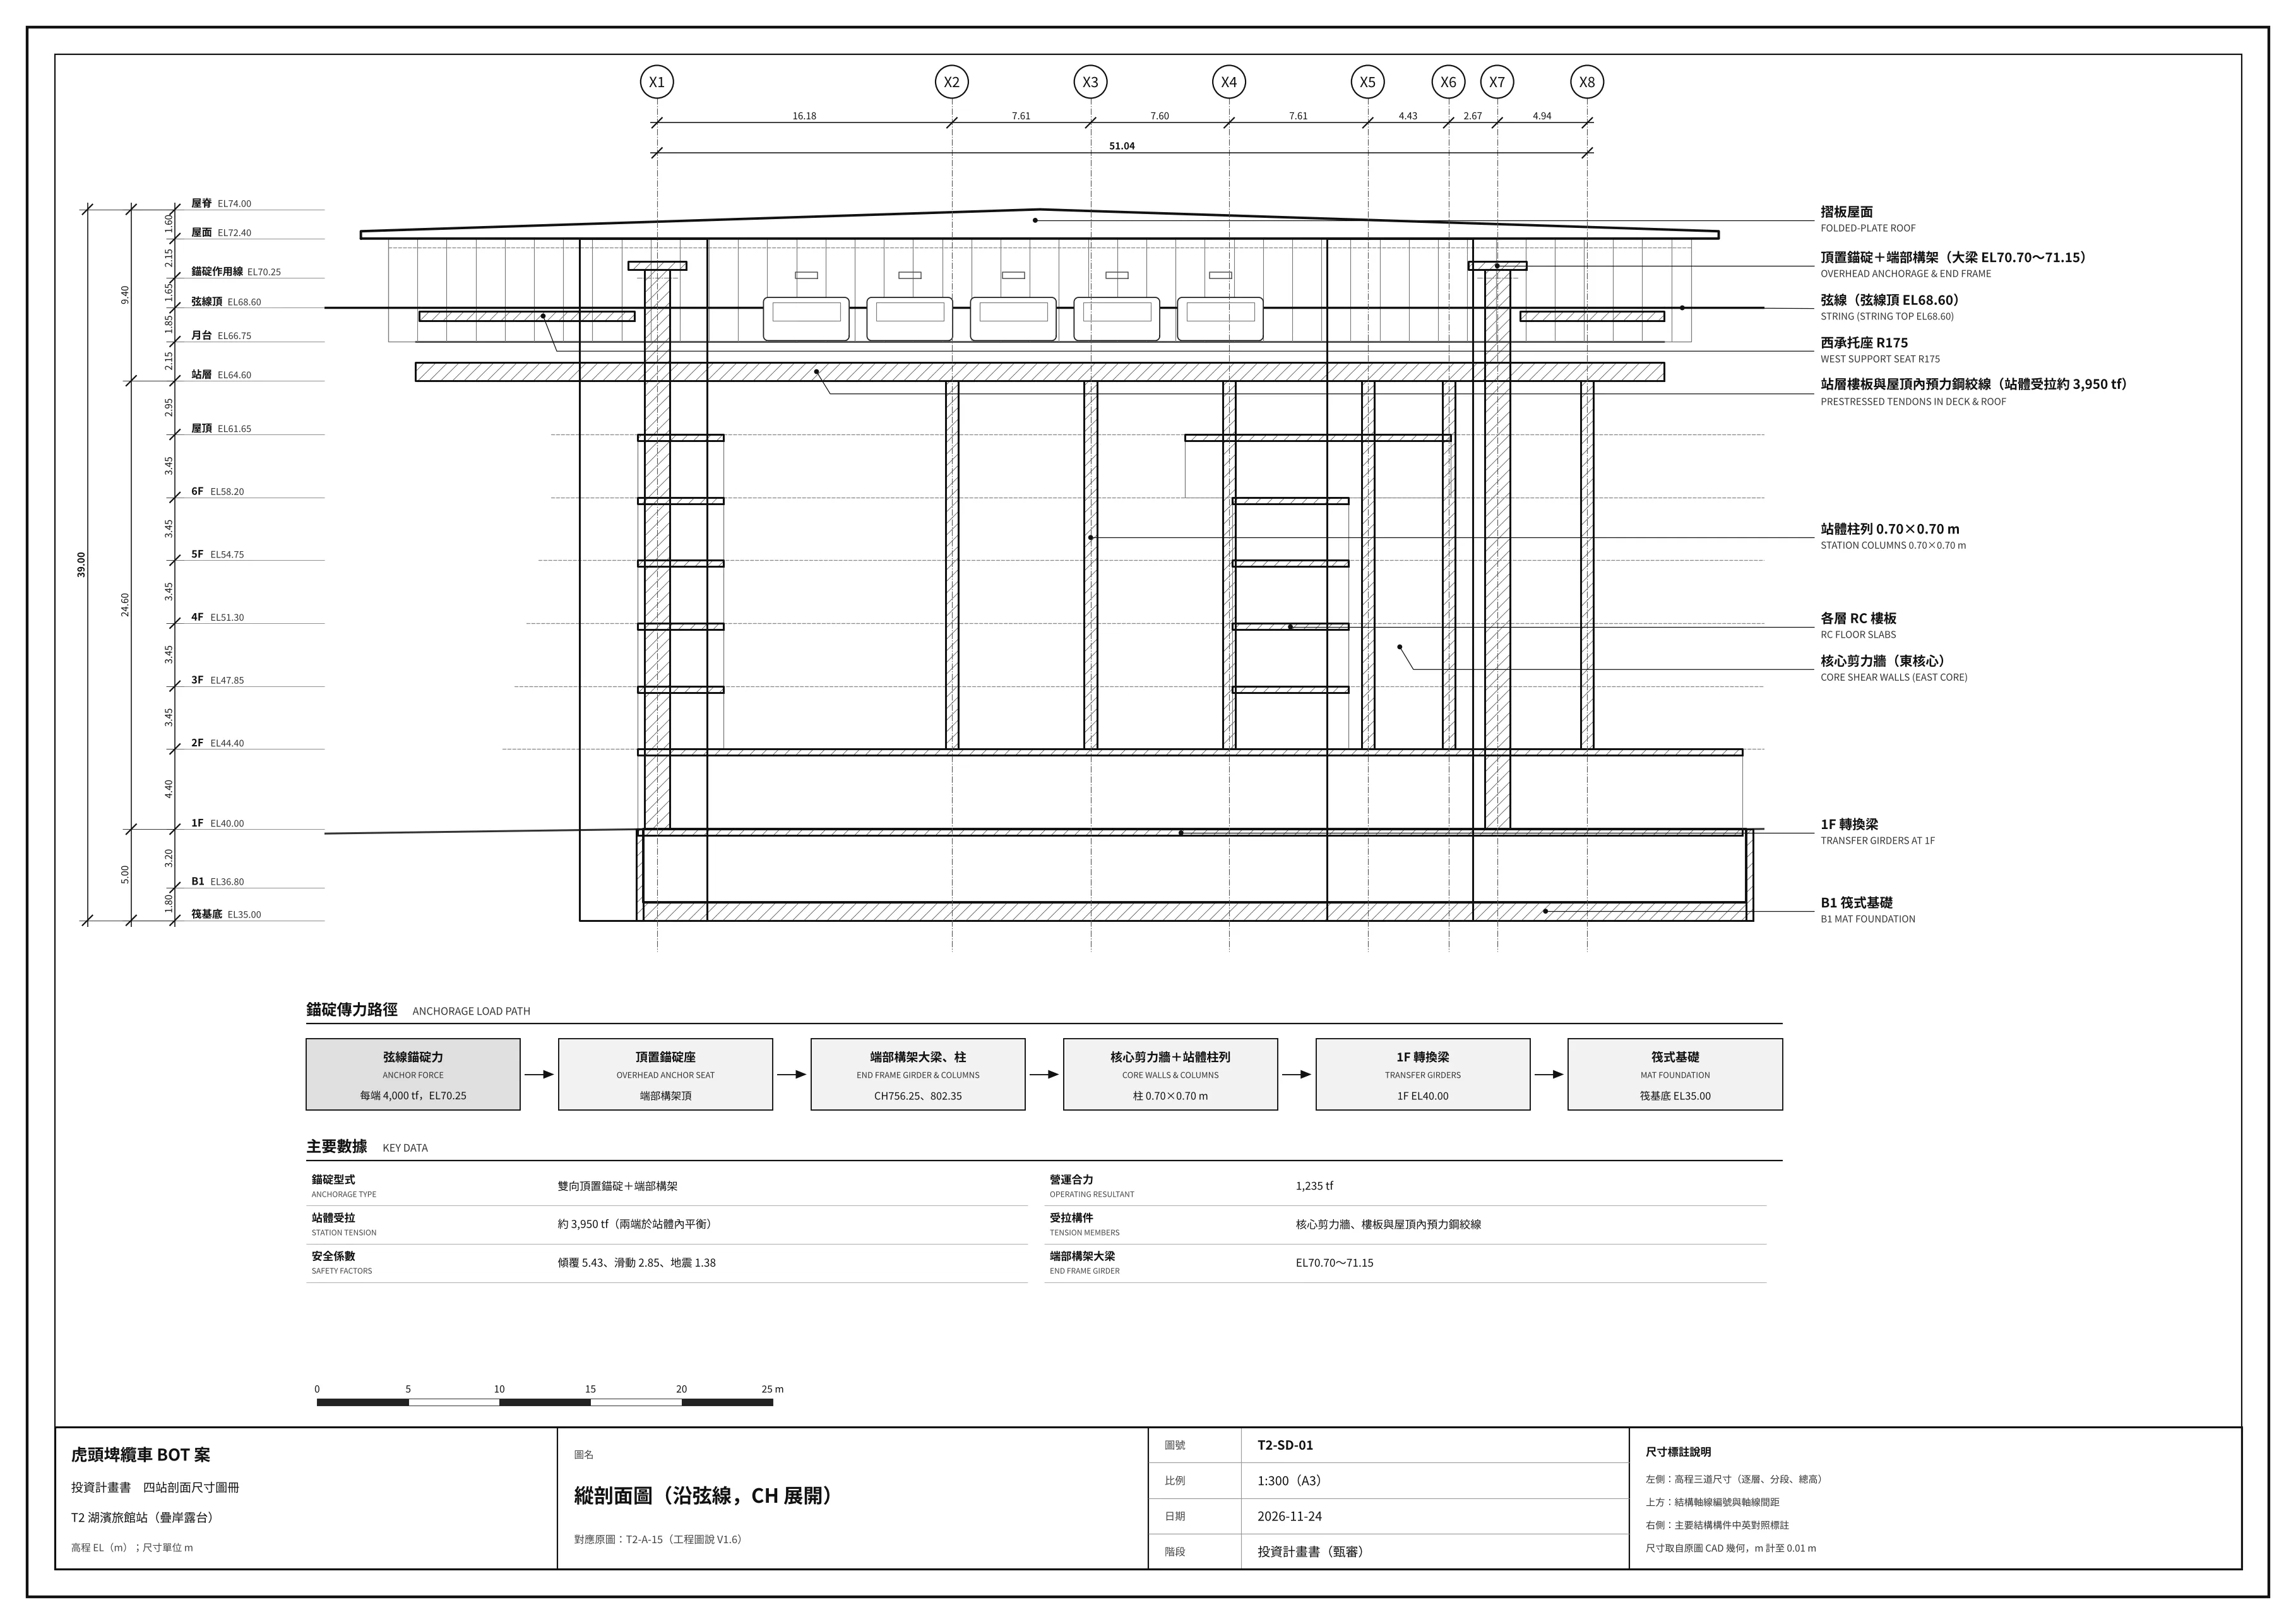 X1 X2 X3 X4 X5 X6 X7 X8
16.18 7.61 7.60 7.61 4.43 2.67 4.94
51.04
屋脊 EL74.00
屋面 EL72.40
錨碇作用線 EL70.25
弦線頂 EL68.60
月台 EL66.75
站層 EL64.60
屋頂 EL61.65
6F EL58.20
5F EL54.75
4F EL51.30
3F EL47.85
2F EL44.40
1F EL40.00
B1 EL36.80
筏基底 EL35.00
1.60
2.15
1.65
1.85
2.15
2.95
3.45
3.45
3.45
3.45
3.45
4.40
3.20
1.80
9.40
24.60
5.00
39.00
摺板屋面
FOLDED-PLATE ROOF
頂置錨碇＋端部構架（大梁 EL70.70～71.15）
OVERHEAD ANCHORAGE & END FRAME
弦線（弦線頂 EL68.60）
STRING (STRING TOP EL68.60)
西承托座 R175
WEST SUPPORT SEAT R175
站層樓板與屋頂內預力鋼絞線（站體受拉約 3,950 tf）
PRESTRESSED TENDONS IN DECK & ROOF
站體柱列 0.70×0.70 m
STATION COLUMNS 0.70×0.70 m
各層 RC 樓板
RC FLOOR SLABS
核心剪力牆（東核心）
CORE SHEAR WALLS (EAST CORE)
1F 轉換梁
TRANSFER GIRDERS AT 1F
B1 筏式基礎
B1 MAT FOUNDATION
錨碇傳力路徑 ANCHORAGE LOAD PATH
弦線錨碇力
ANCHOR FORCE
每端 4,000 tf，EL70.25
頂置錨碇座
OVERHEAD ANCHOR SEAT
端部構架頂
端部構架大梁、柱
END FRAME GIRDER & COLUMNS
CH756.25、802.35
核心剪力牆＋站體柱列
CORE WALLS & COLUMNS
柱 0.70×0.70 m
1F 轉換梁
TRANSFER GIRDERS
1F EL40.00
筏式基礎
MAT FOUNDATION
筏基底 EL35.00
主要數據 KEY DATA
錨碇型式
ANCHORAGE TYPE
雙向頂置錨碇＋端部構架
營運合力
OPERATING RESULTANT
1,235 tf
站體受拉
STATION TENSION
約 3,950 tf（兩端於站體內平衡）
受拉構件
TENSION MEMBERS
核心剪力牆、樓板與屋頂內預力鋼絞線
安全係數
SAFETY FACTORS
傾覆 5.43、滑動 2.85、地震 1.38
端部構架大梁
END FRAME GIRDER
EL70.70～71.15
0 5 10 15 20 25 m
虎頭埤纜車 BOT 案
投資計畫書　四站剖面尺寸圖冊
T2 湖濱旅館站（疊岸露台）
高程 EL（m）；尺寸單位 m
圖名
縱剖面圖（沿弦線，CH 展開）
對應原圖：T2-A-15（工程圖說 V1.6）
圖號 T2-SD-01
比例 1:300（A3）
日期 2026-11-24
階段 投資計畫書（甄審）
尺寸標註說明
左側：高程三道尺寸（逐層、分段、總高）
上方：結構軸線編號與軸線間距
右側：主要結構構件中英對照標註
尺寸取自原圖 CAD 幾何，m 計至 0.01 m